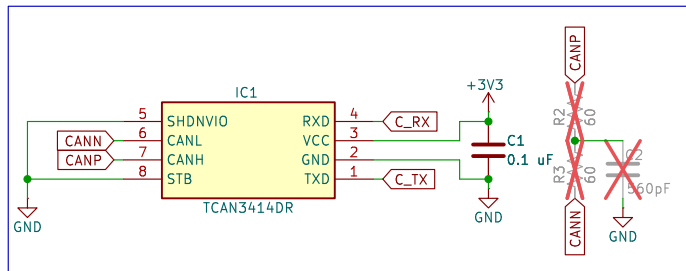 IC1
5 SHDNVIO RXD 4 C_RX
CANN 6 CANL VCC 3
CANP 7 CANH GND 2
8 STB TXD 1 C_TX
TCAN3414DR
GND
+3V3
C1
0.1 uF
GND
CANP
R2
60
R3
60
CANN
C2
560pF
GND